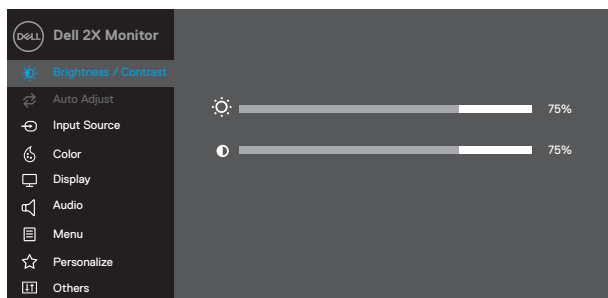 DELL
Dell 2X Monitor
Brightness / Contrast
Auto Adjust
75%
Input Source
Color
75%
Display
Audio
Menu
Personalize
Others